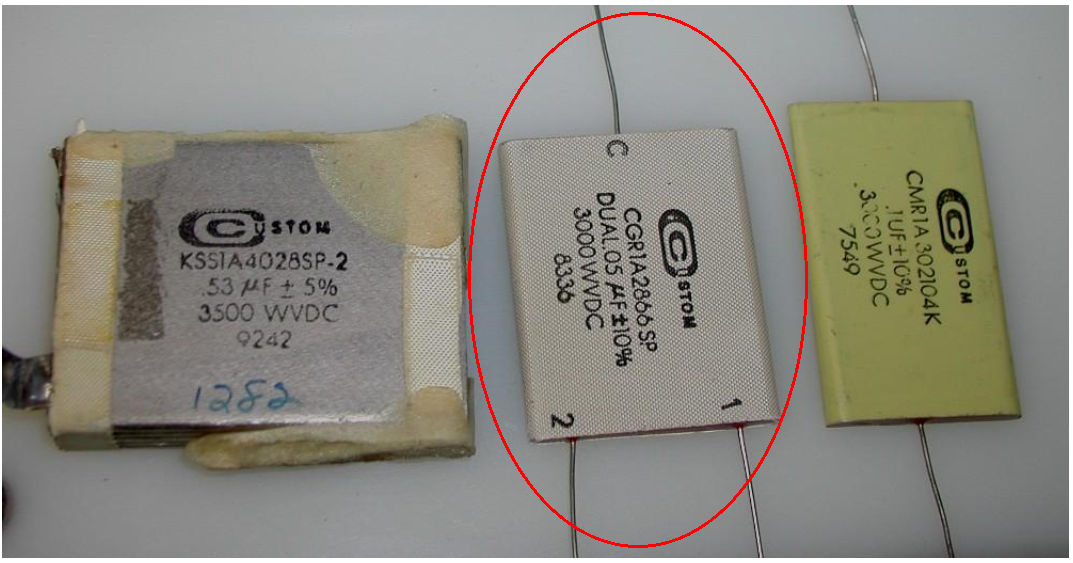 CUSTOM
KSS1A4028SP-2
.53 µF ± 5%
3500 WVDC
9242
1282
C
CUSTOM
CGR1A2866SP
DUAL.05 µF±10%
3000WVDC
8336
2
1
CUSTOM
CMR1A302104K
.1UF±10%
.3000WVDC
7549